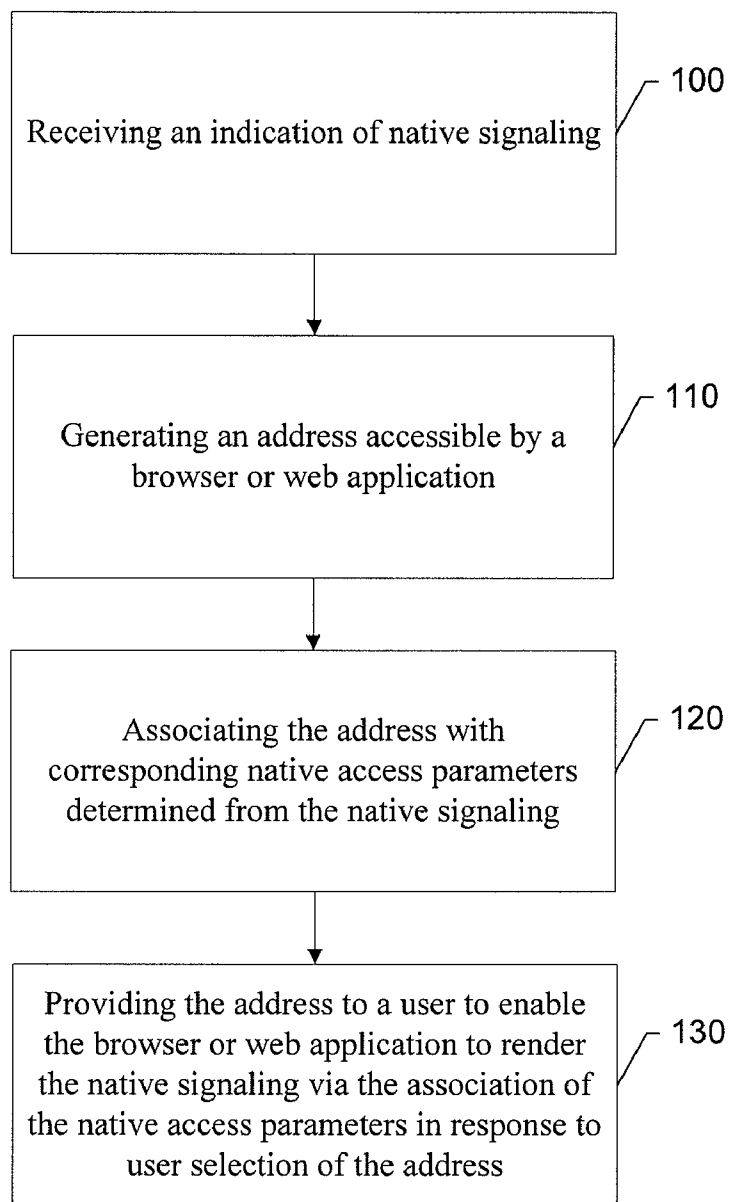 Receiving an indication of native signaling
100
Generating an address accessible by a
browser or web application
110
Associating the address with
corresponding native access parameters
determined from the native signaling
120
Providing the address to a user to enable
the browser or web application to render
the native signaling via the association of
the native access parameters in response to
user selection of the address
130